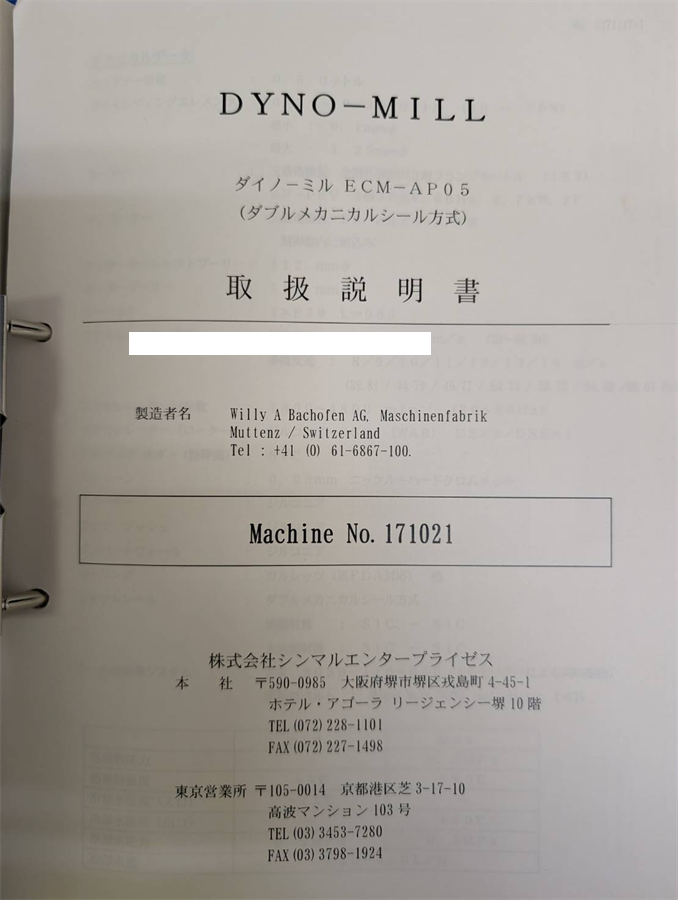 DYNO－MILL
ダイノ－ミル ECM－AP05
(ダブルメカニカルシール方式)
取扱説明書
製造者名 Willy A Bachofen AG, Maschinenfabrik
Muttenz / Switzerland
Tel : +41 (0) 61-6867-100.
Machine No. 171021
株式会社シンマルエンタープライゼス
本 社 〒590-0985 大阪府堺市堺区戎島町 4-45-1
ホテル・アゴーラ リージェンシー堺 10 階
TEL (072) 228-1101
FAX (072) 227-1498
東京営業所 〒105-0014 京都港区芝 3-17-10
高波マンション 103 号
TEL (03) 3453-7280
FAX (03) 3798-1924